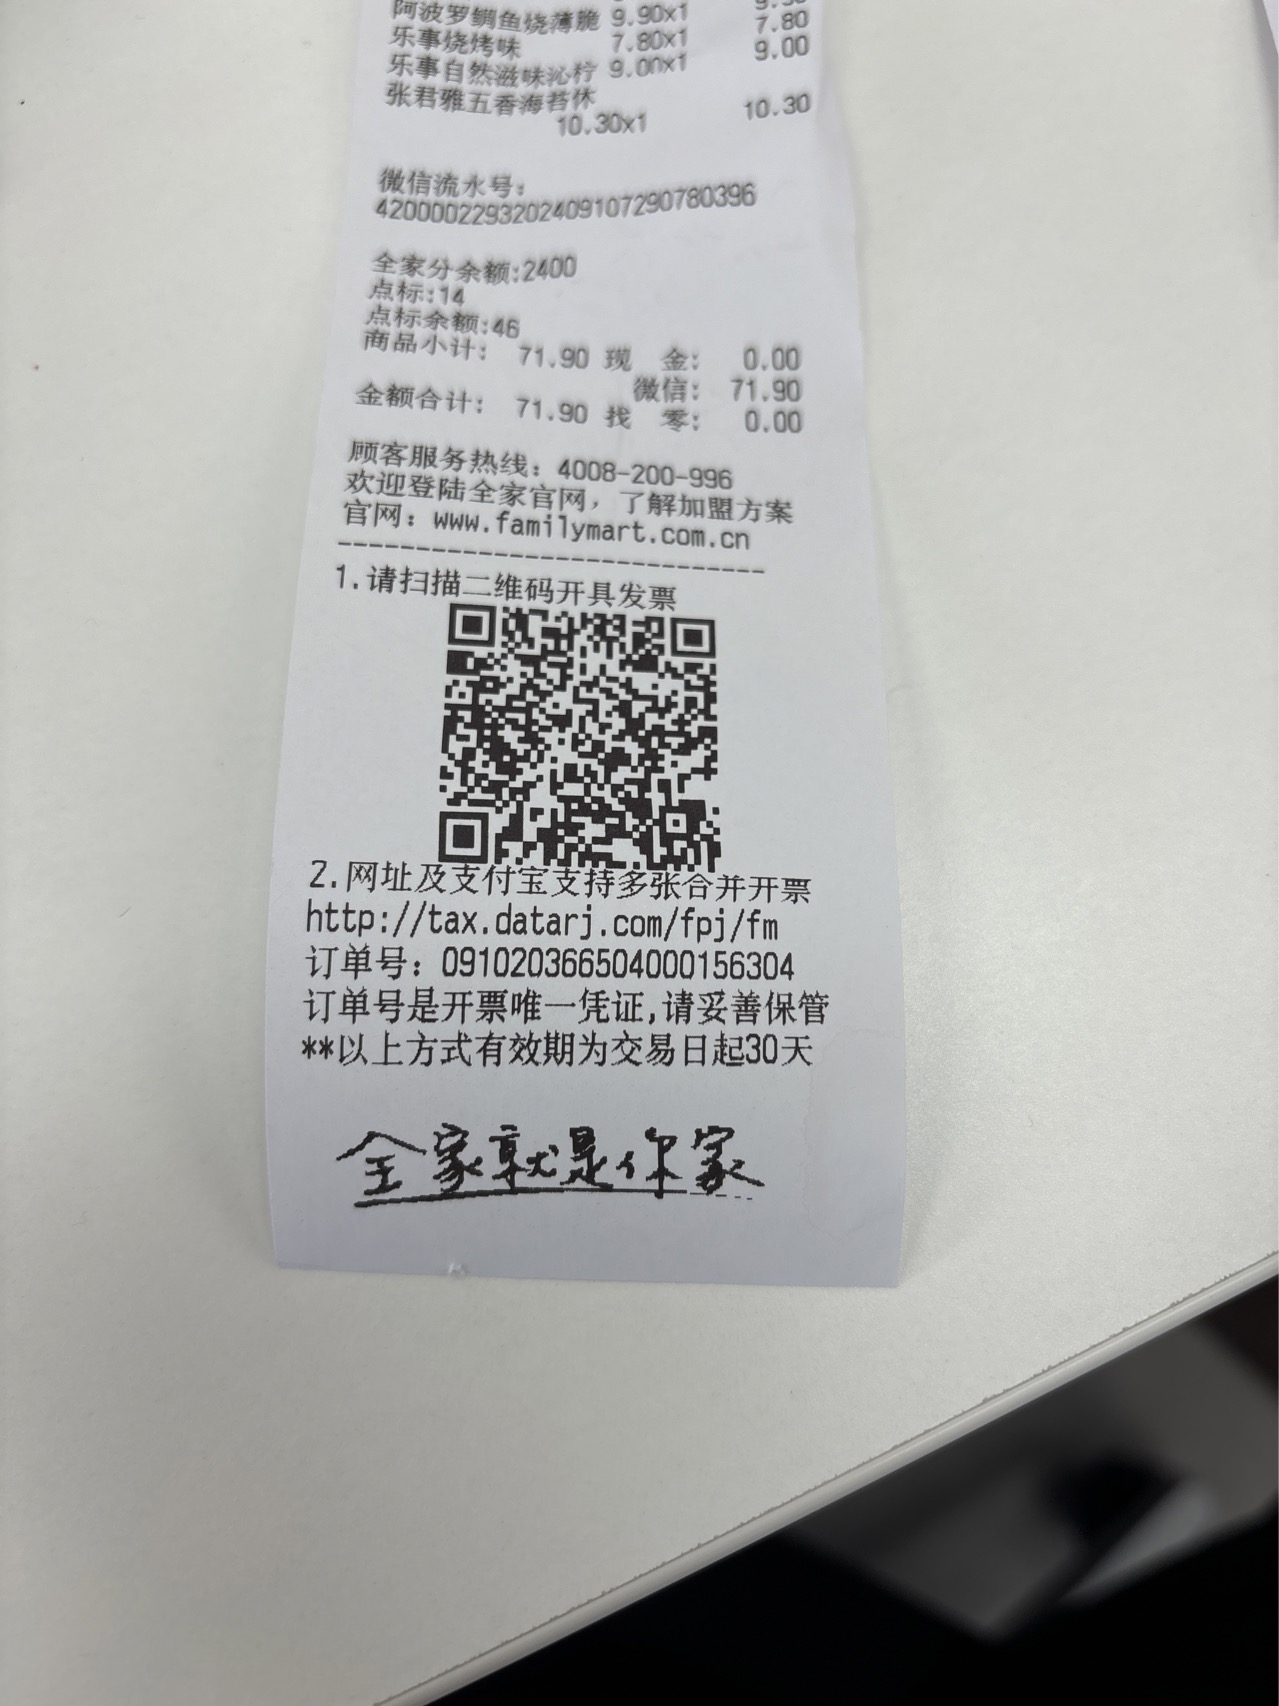 阿波罗鲷鱼烧薄脆 9.90x1
乐事烧烤味 7.80x1 7.80
乐事自然滋味沁柠 9.00x1 9.00
张君雅五香海苔休
10.30x1 10.30
微信流水号:
4200002293202409107290780396
全家分余额:2400
点标:14
点标余额:46
商品小计: 71.90 现 金: 0.00
微信: 71.90
金额合计: 71.90 找 零: 0.00
顾客服务热线: 4008-200-996
欢迎登陆全家官网, 了解加盟方案
官网: www.familymart.com.cn
1.请扫描二维码开具发票
2.网址及支付宝支持多张合并开票
http://tax.datarj.com/fpj/fm
订单号: 091020366504000156304
订单号是开票唯一凭证,请妥善保管
**以上方式有效期为交易日起30天
全家就是你家